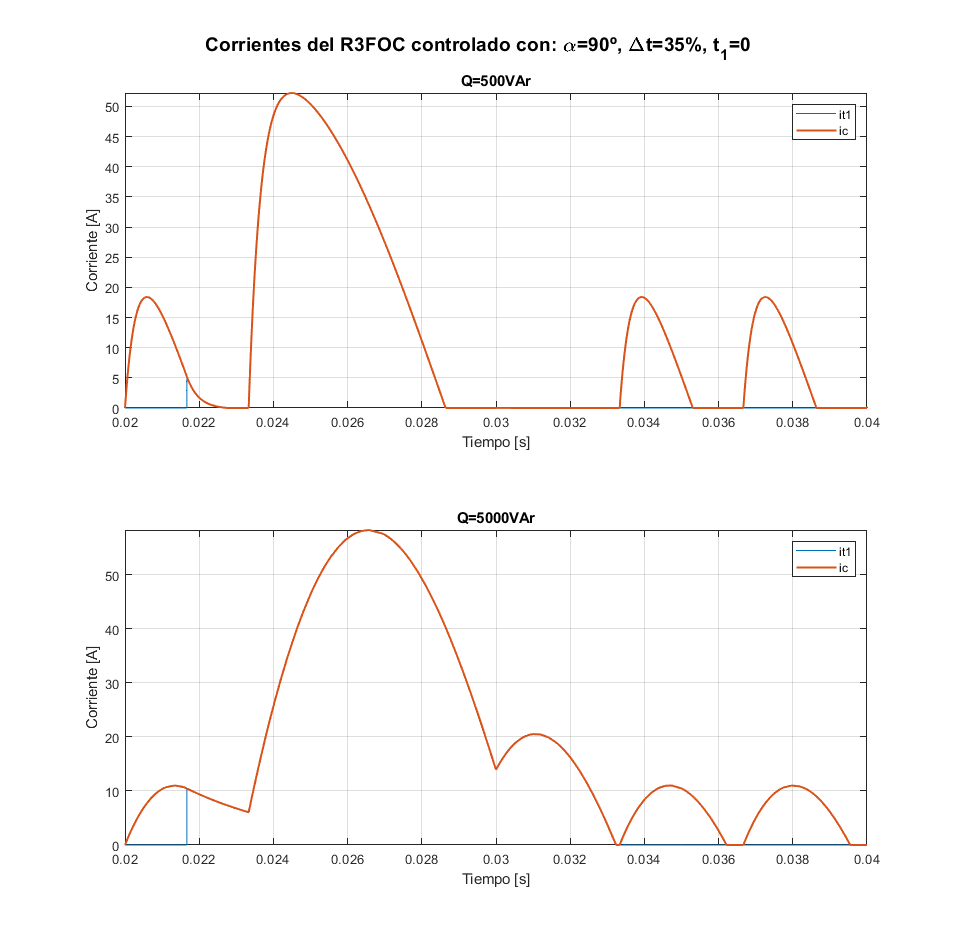 Corrientes del R3FOC controlado con: α=90º, Δt=35%, t1=0
Q=500VAr
50
45
40
35
30
25
20
15
10
5
0
Corriente [A]
it1
ic
0.02 0.022 0.024 0.026 0.028 0.03 0.032 0.034 0.036 0.038 0.04
Tiempo [s]
Q=5000VAr
50
40
30
20
10
0
Corriente [A]
it1
ic
0.02 0.022 0.024 0.026 0.028 0.03 0.032 0.034 0.036 0.038 0.04
Tiempo [s]